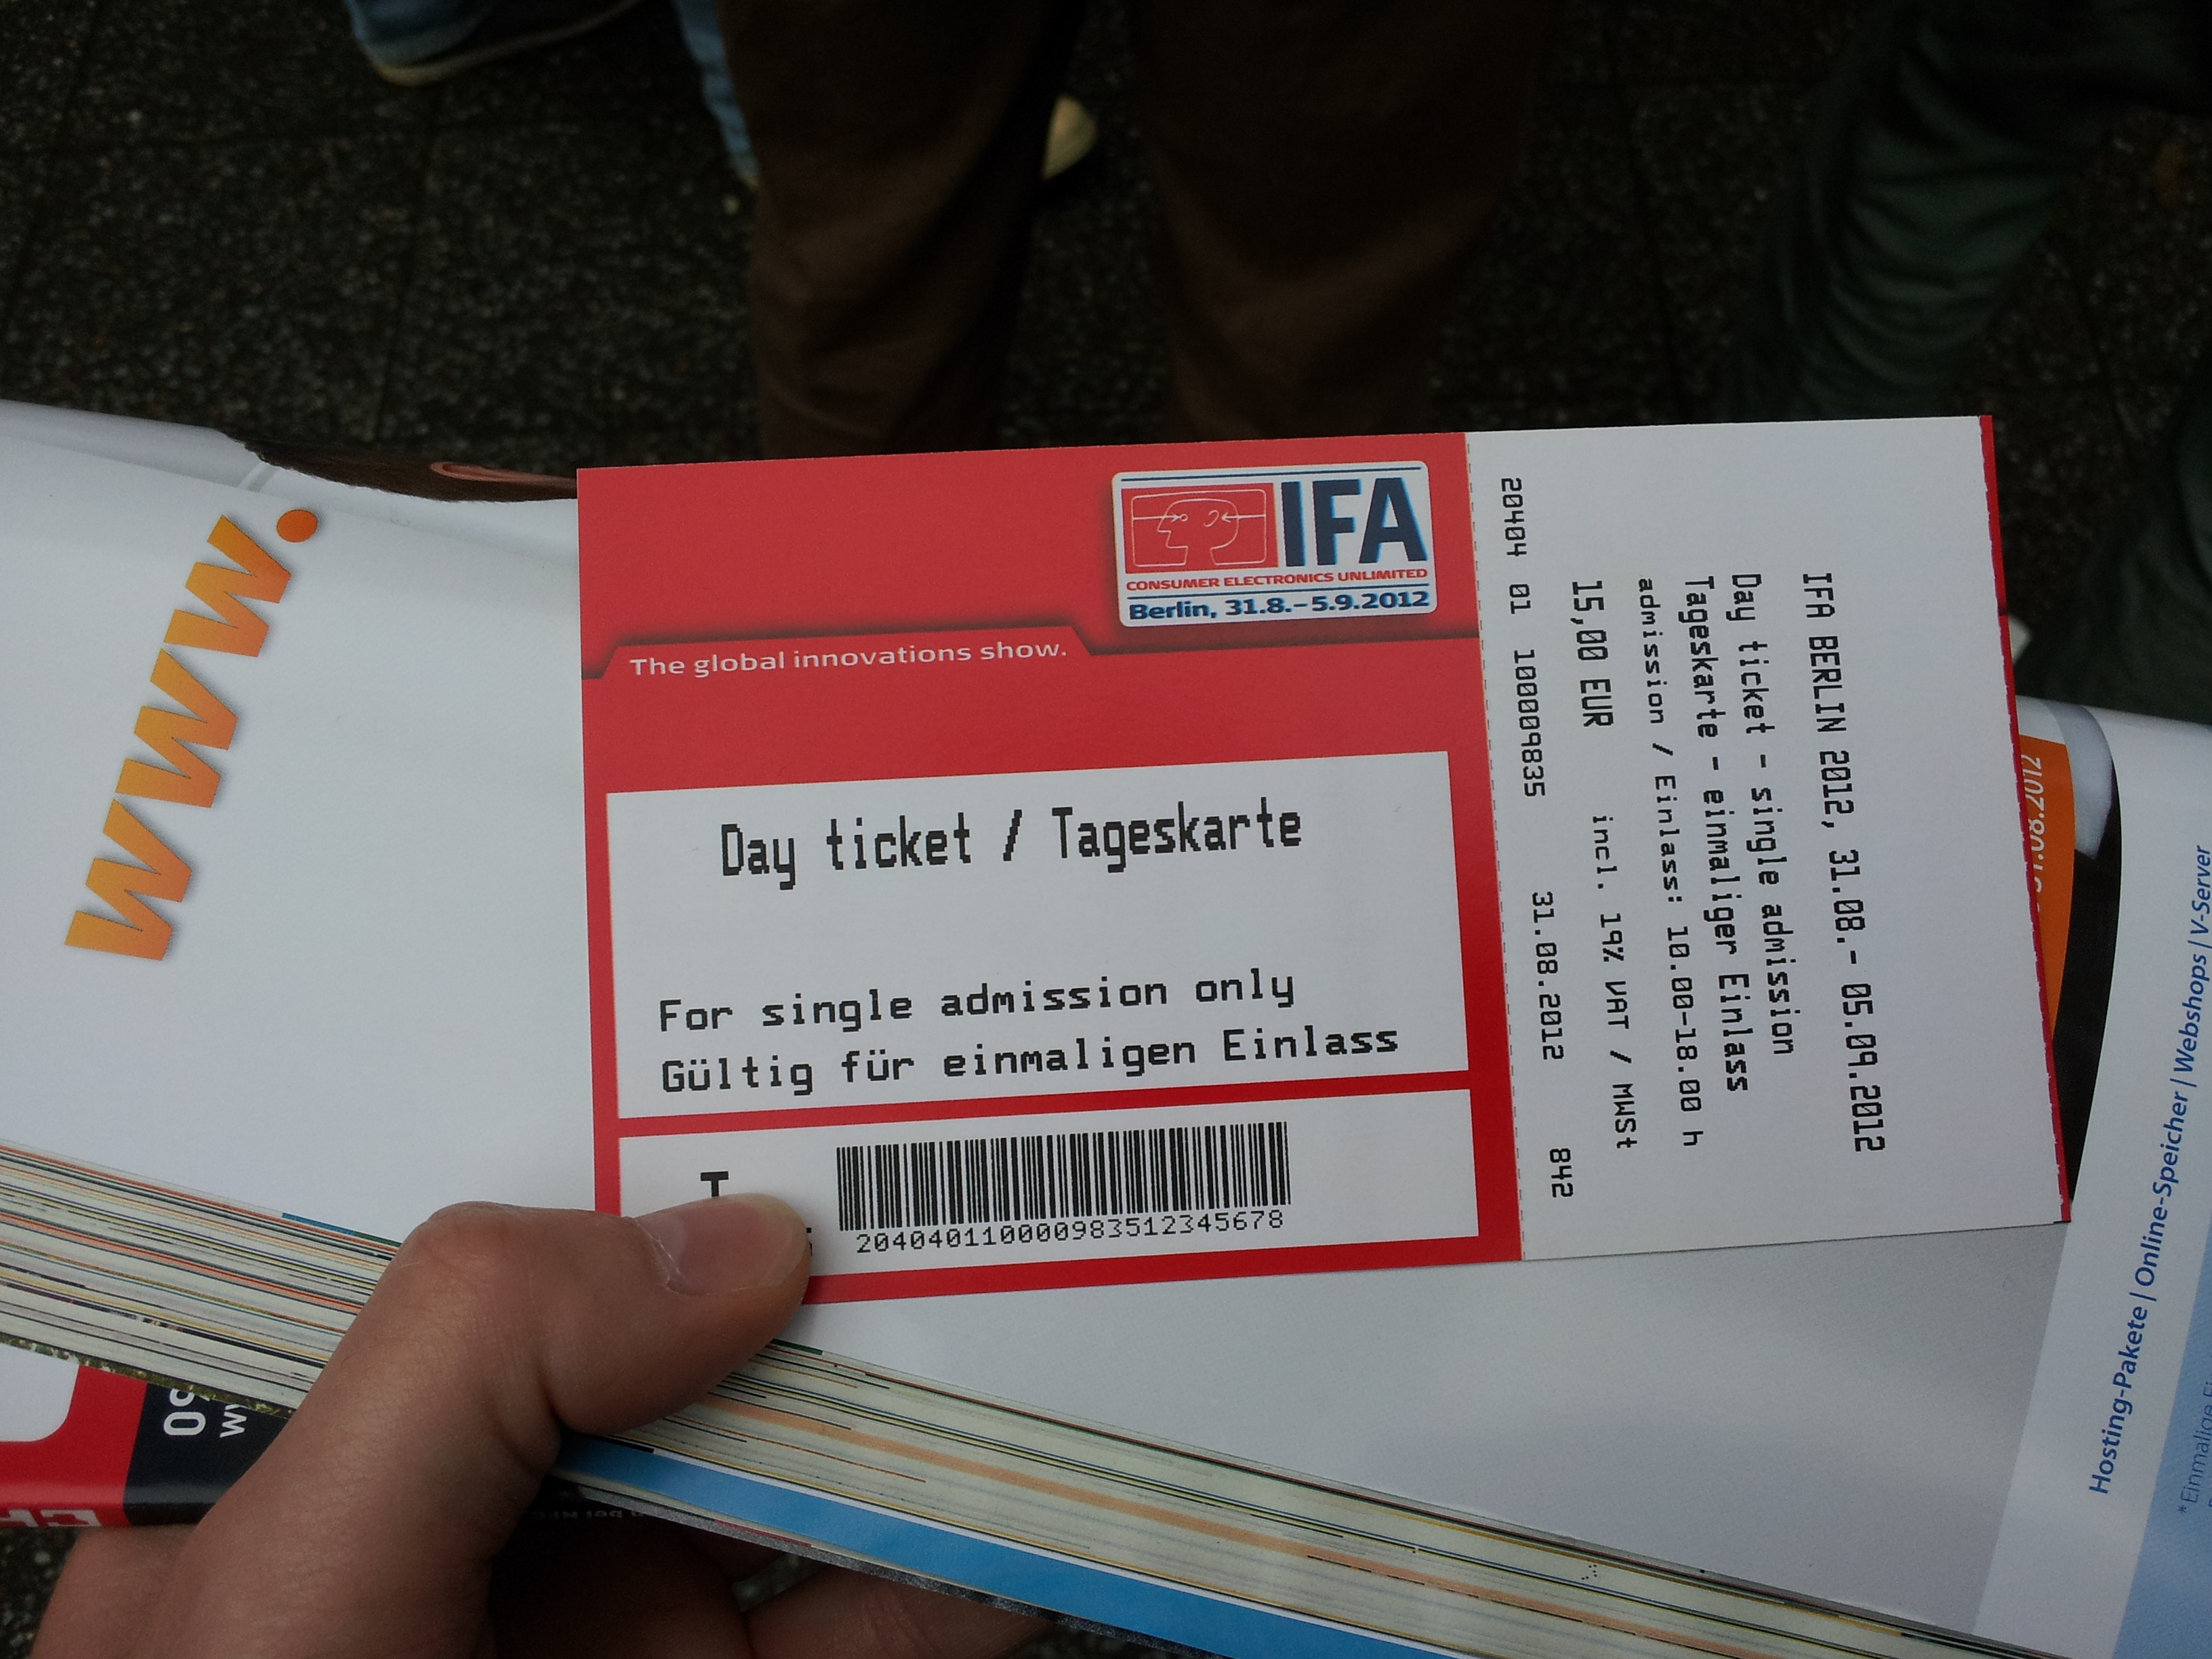 www.
IFA
CONSUMER ELECTRONICS UNLIMITED
Berlin, 31.8.–5.9.2012
The global innovations show.
Day ticket / Tageskarte
For single admission only
Gültig für einmaligen Einlass
T
204040110000983512345678
IFA BERLIN 2012, 31.08.- 05.09.2012
Day ticket - single admission
Tageskarte - einmaliger Einlass
admission / Einlass: 10.00-18.00 h
15,00 EUR incl. 19% VAT / MwSt
20404 01 1000009835 31.08.2012 842
Hosting-Pakete | Online-Speicher | Webshops | V-Server